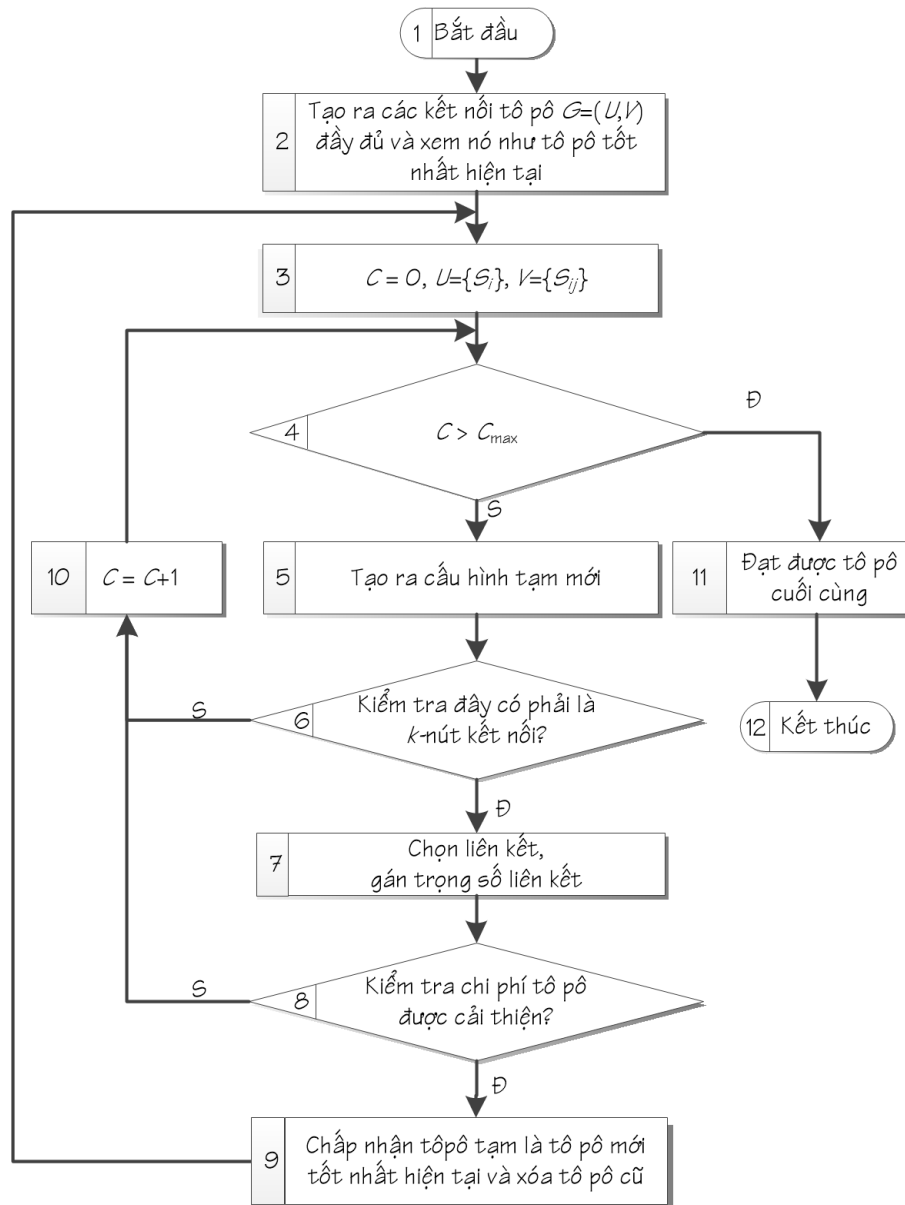 1 Bắt đầu
2 Tạo ra các kết nối tô pô G=(U,V)
đầy đủ và xem nó như tô pô tốt
nhất hiện tại
3 C = 0, U={Sᵢ}, V={Sᵢⱼ}
4 C > Cmax
Đ
S
10 C = C+1
5 Tạo ra cấu hình tạm mới
11 Đạt được tô pô
cuối cùng
6 Kiểm tra đây có phải là
k-nút kết nối?
S
Đ
12 Kết thúc
7 Chọn liên kết,
gán trọng số liên kết
8 Kiểm tra chi phí tô pô
được cải thiện?
S
Đ
9 Chấp nhận tôpô tạm là tô pô mới
tốt nhất hiện tại và xóa tô pô cũ